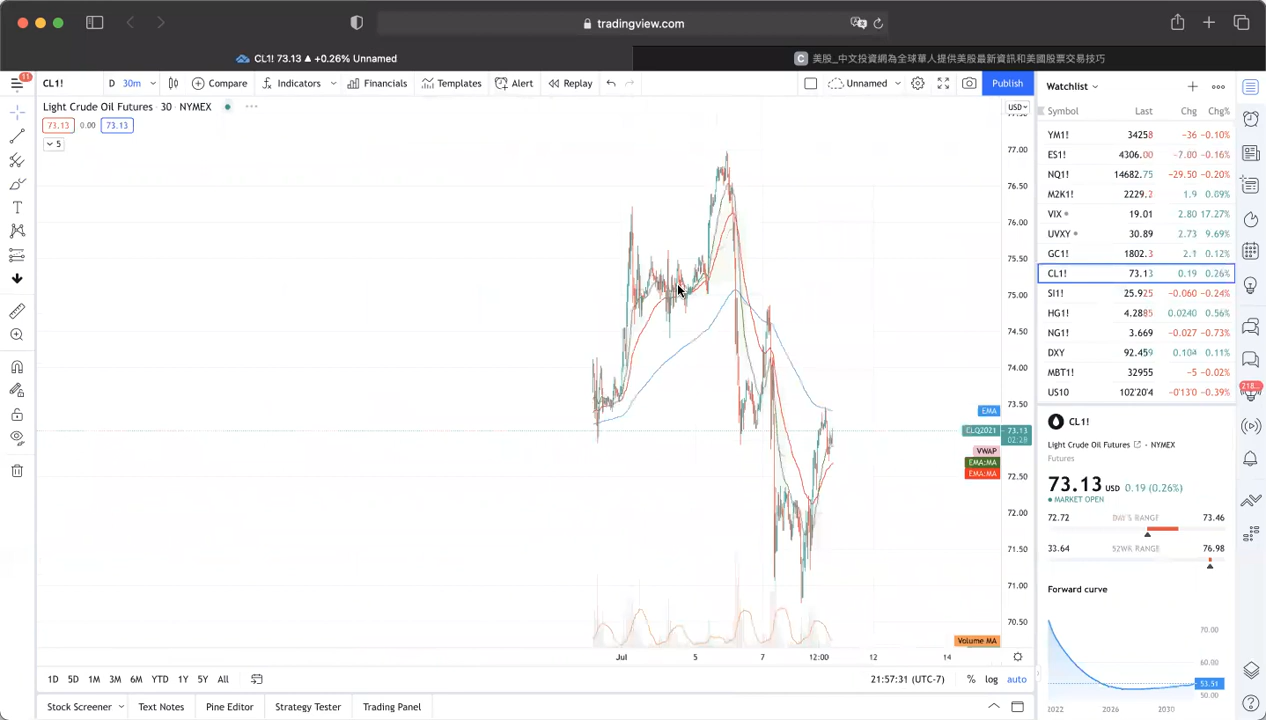 tradingview.com
CL1! 73.13 ▲ +0.26% Unnamed
C 美股_中文投資網為全球華人提供美股最新資訊和美國股票交易技巧
11
CL1! D 30m Compare Indicators Financials Templates Alert Replay Unnamed Publish
Light Crude Oil Futures · 30 · NYMEX
73.13 0.00 73.13
5
USD
77.00
76.50
76.00
75.50
75.00
74.50
74.00
73.50
72.50
72.00
71.50
71.00
70.50
EMA
CLQ2021 73.13
02:28
VWAP
EMA:MA
EMA:MA
Volume MA
Jul 5 7 12:00 12 14
1D 5D 1M 3M 6M YTD 1Y 5Y All 21:57:31 (UTC-7) % log auto
Stock Screener Text Notes Pine Editor Strategy Tester Trading Panel
Watchlist
Symbol Last Chg Chg%
YM1! 34258 -36 -0.10%
ES1! 4306.00 -7.00 -0.16%
NQ1! 14682.75 -29.50 -0.20%
M2K1! 2229.2 1.9 0.09%
VIX 19.01 2.80 17.27%
UVXY 30.89 2.73 9.69%
GC1! 1802.3 2.1 0.12%
CL1! 73.13 0.19 0.26%
SI1! 25.925 -0.060 -0.24%
HG1! 4.2885 0.0240 0.56%
NG1! 3.669 -0.027 -0.73%
DXY 92.459 0.104 0.11%
MBT1! 32955 -5 -0.02%
US10 102'20'4 -0'13'0 -0.39%
CL1!
Light Crude Oil Futures · NYMEX
Futures
73.13 USD 0.19 (0.26%)
MARKET OPEN
72.72 DAY'S RANGE 73.46
33.64 52WK RANGE 76.98
Forward curve
70.00
60.00
53.51
50.00
2022 2026 2030